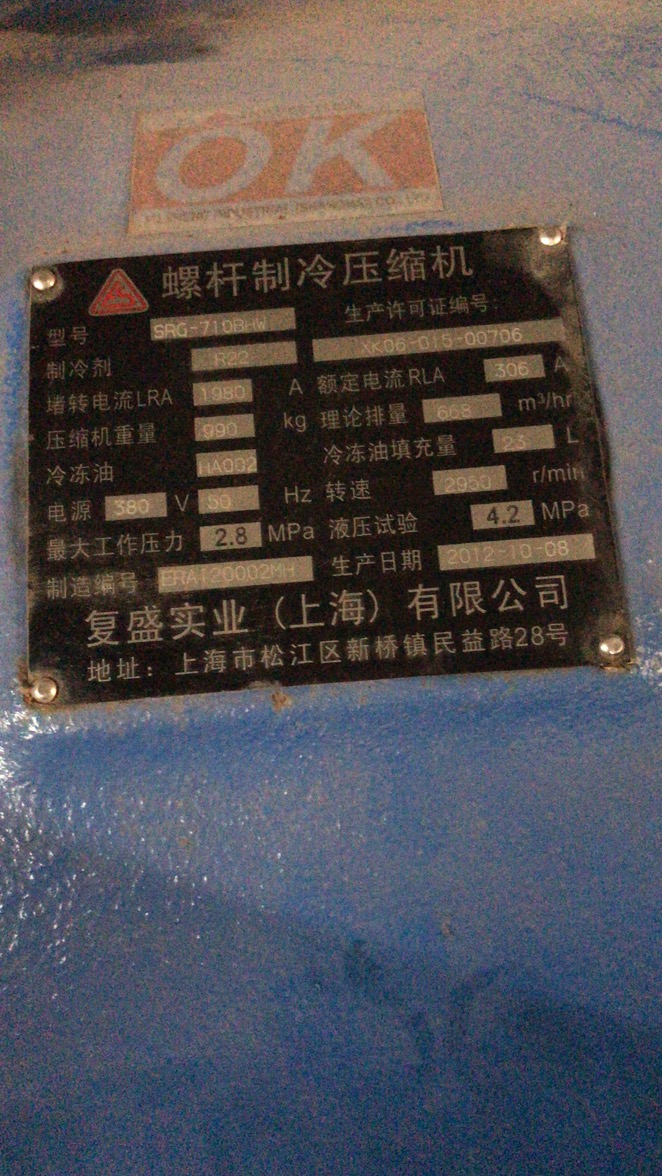 OK
螺杆制冷压缩机
型号 SRG-710BHW 生产许可证编号:
制冷剂 R22 XK06-015-00706
堵转电流LRA 1980 A 额定电流RLA 306 A
压缩机重量 990 kg 理论排量 668 m³/hr
冷冻油 HA902 冷冻油填充量 23 L
电源 380 V 50 Hz 转速 2950 r/min
最大工作压力 2.8 MPa 液压试验 4.2 MPa
制造编号 ERA120002MH 生产日期 2012-10-08
复盛实业(上海)有限公司
地址: 上海市松江区新桥镇民益路28号